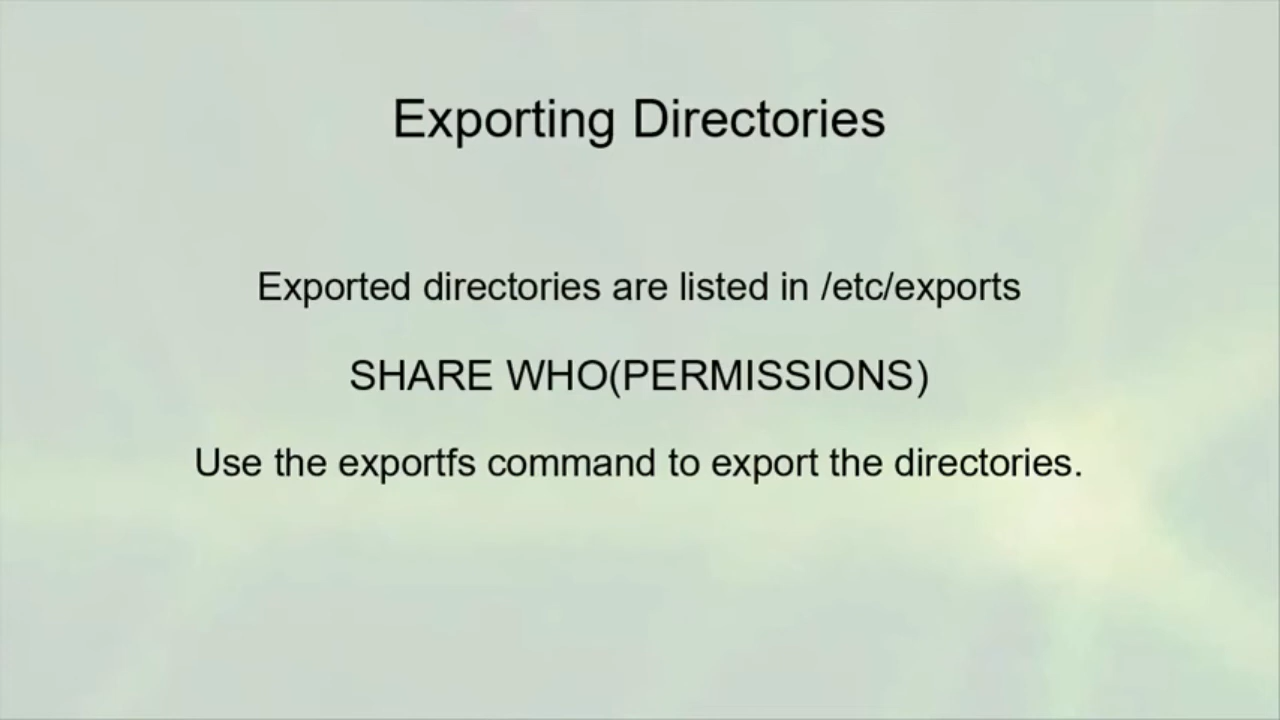 Exporting Directories
Exported directories are listed in /etc/exports
SHARE WHO(PERMISSIONS)
Use the exportfs command to export the directories.